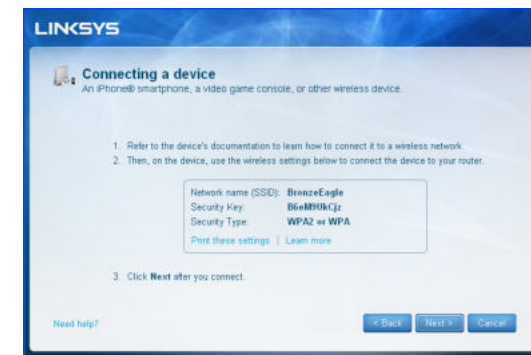 LINKSYS
Connecting a device
An iPhone® smartphone, a video game console, or other wireless device.
1. Refer to the device's documentation to learn how to connect it to a wireless network.
2. Then, on the device, use the wireless settings below to connect the device to your router.
Network name (SSID): BronzeEagle
Security Key: B6eM9UkCjz
Security Type: WPA2 or WPA
Print these settings | Learn more
3. Click Next after you connect.
Need help?
< Back Next > Cancel